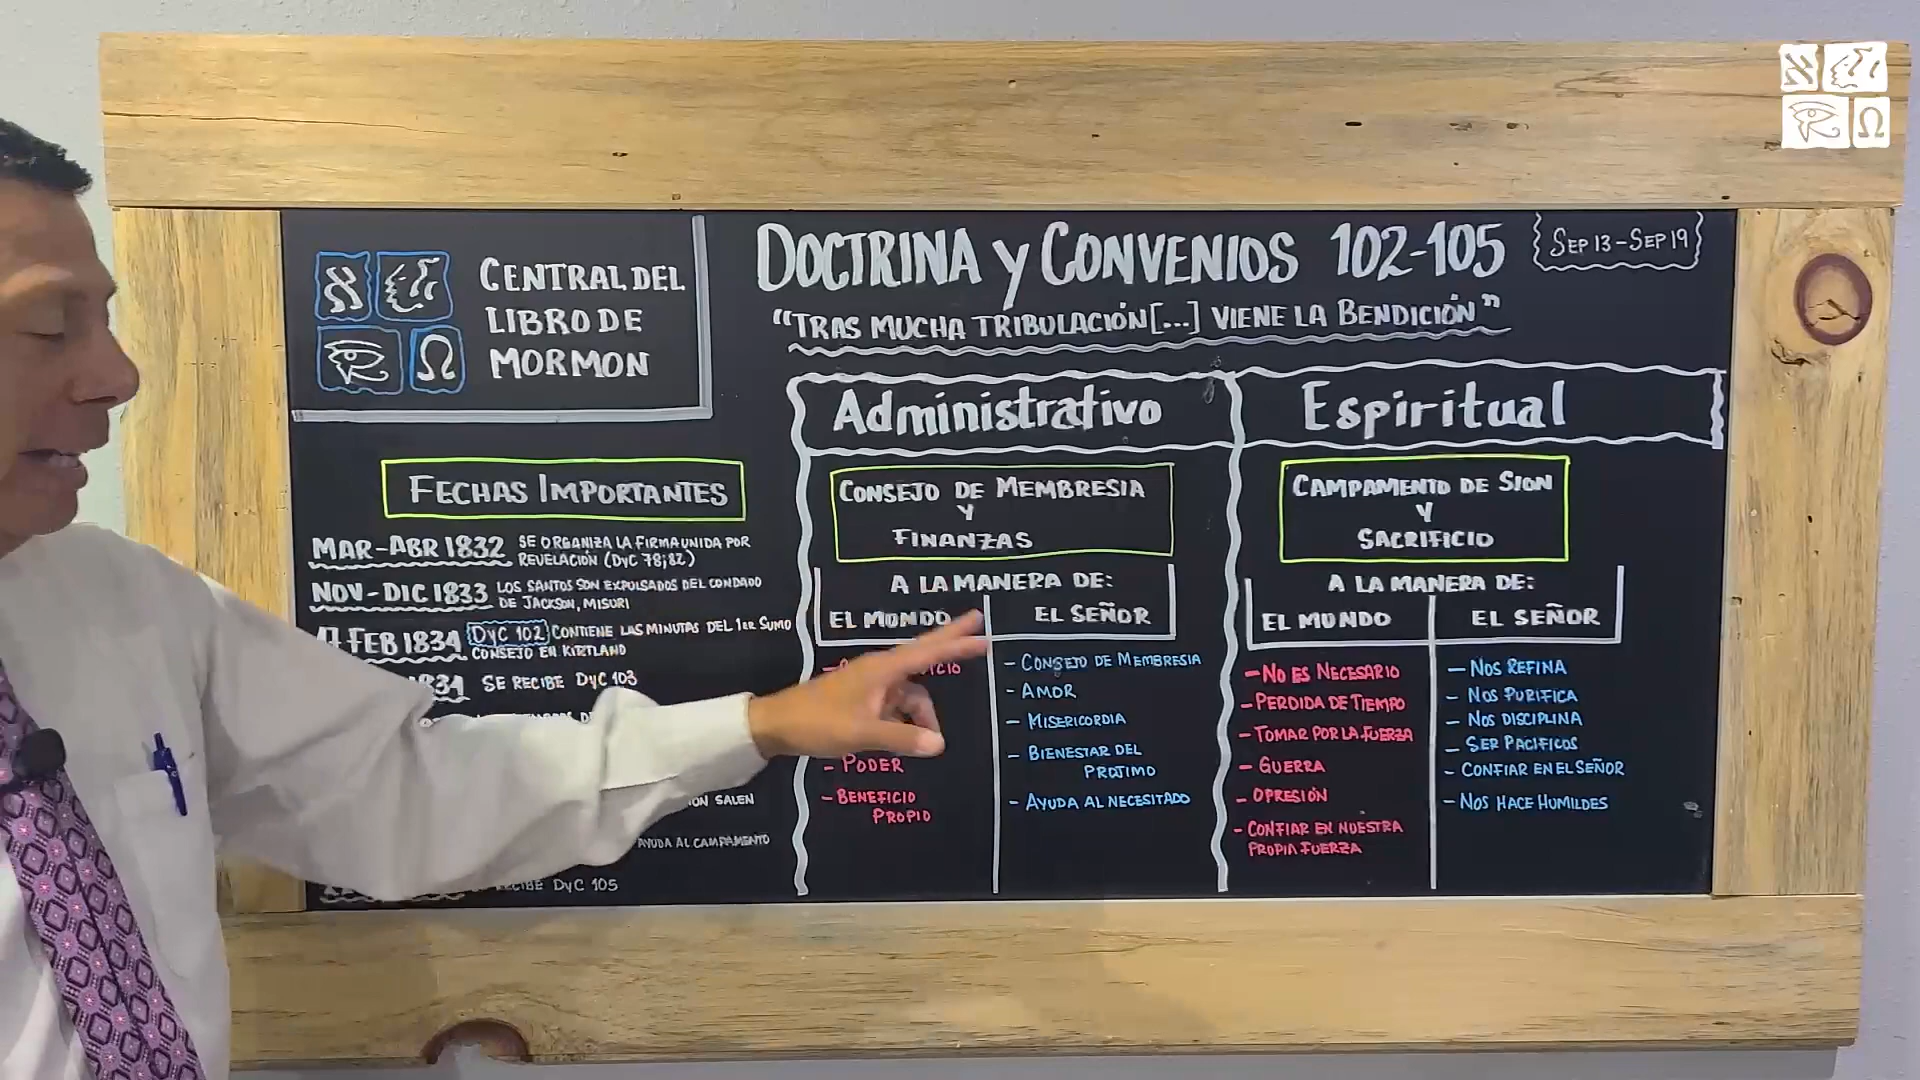 CENTRAL DEL
LIBRO DE
MORMON
DOCTRINA y CONVENIOS 102-105
SEP 13-SEP 19
"TRAS MUCHA TRIBULACIÓN[...] VIENE LA BENDICIÓN"
FECHAS IMPORTANTES
MAR-ABR 1832 SE ORGANIZA LA FIRMA UNIDA POR
REVELACIÓN (DyC 78;82)
NOV-DIC 1833 LOS SANTOS SON EXPULSADOS DEL CONDADO
DE JACKSON, MISURI
FEB 1834 DyC 102 CONTIENE LAS MINUTAS DEL 1ER SUMO
CONSEJO EN KIRTLAND
SE RECIBE DyC 103
SALEN
AYUDA AL CAMPAMENTO
DyC 105
Administrativo
CONSEJO DE MEMBRESIA
Y
FINANZAS
A LA MANERA DE:
EL MUNDO
EL SEÑOR
- PODER
- BENEFICIO
PROPIO
- CONSEJO DE MEMBRESIA
- AMOR
- MISERICORDIA
- BIENESTAR DEL
PROJIMO
- AYUDA AL NECESITADO
Espiritual
CAMPAMENTO DE SION
Y
SACRIFICIO
A LA MANERA DE:
EL MUNDO
EL SEÑOR
- NO ES NECESARIO
- PERDIDA DE TIEMPO
- TOMAR POR LA FUERZA
- GUERRA
- OPRESIÓN
- CONFIAR EN NUESTRA
PROPIA FUERZA
- NOS REFINA
- NOS PURIFICA
- NOS DISCIPLINA
- SER PACIFICOS
- CONFIAR EN EL SEÑOR
- NOS HACE HUMILDES